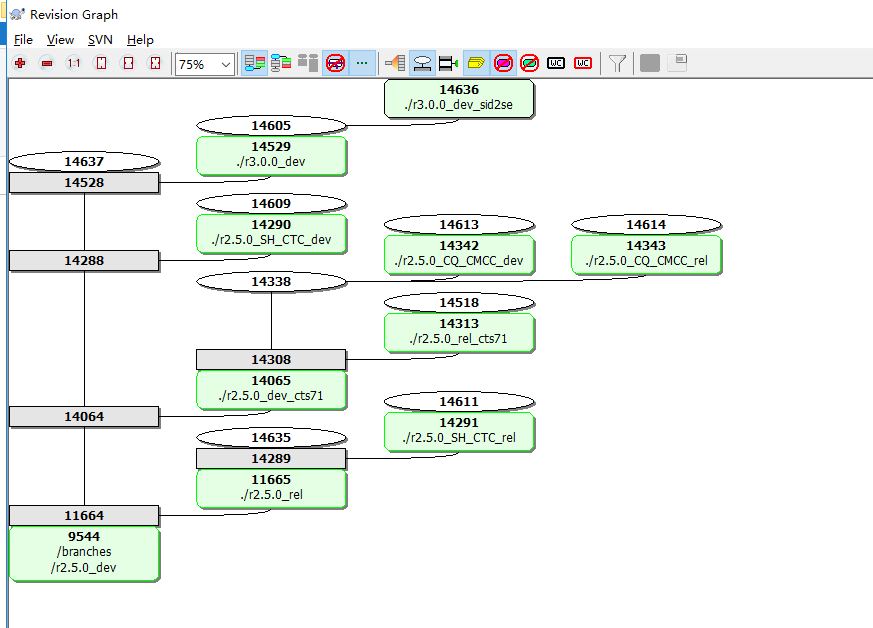 Revision Graph
File View SVN Help
1:1
75%
WC
WC
14636
./r3.0.0_dev_sid2se
14605
14529
./r3.0.0_dev
14637
14528
14609
14290
./r2.5.0_SH_CTC_dev
14613
14342
./r2.5.0_CQ_CMCC_dev
14614
14343
./r2.5.0_CQ_CMCC_rel
14288
14338
14518
14313
./r2.5.0_rel_cts71
14308
14065
./r2.5.0_dev_cts71
14064
14611
14291
./r2.5.0_SH_CTC_rel
14635
14289
11665
./r2.5.0_rel
11664
9544
/branches
/r2.5.0_dev